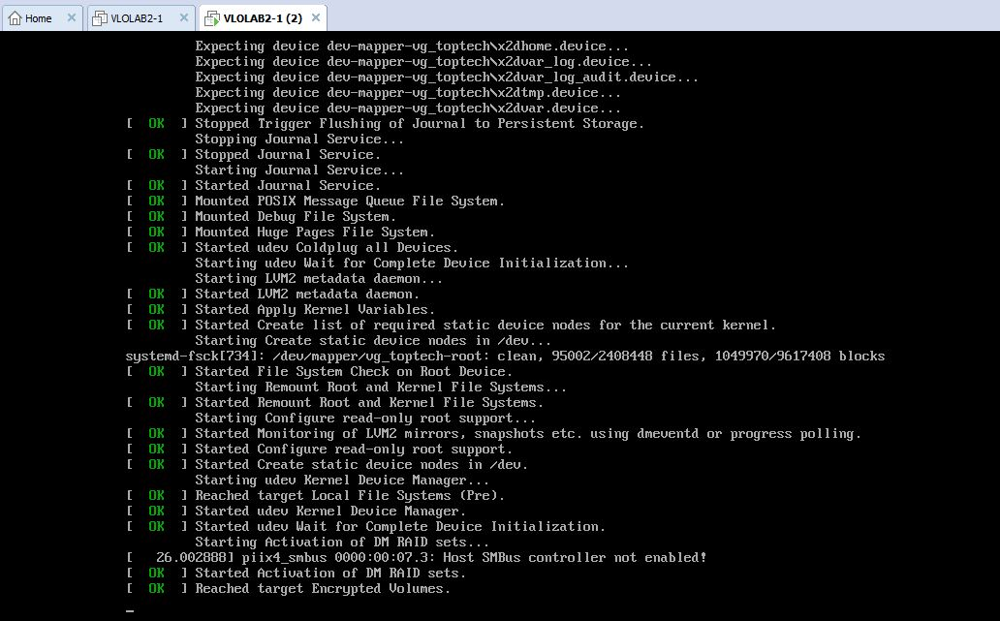 Home
VLOLAB2-1
VLOLAB2-1 (2)
Expecting device dev-mapper-vg_toptech\x2dhome.device...
Expecting device dev-mapper-vg_toptech\x2dvar_log.device...
Expecting device dev-mapper-vg_toptech\x2dvar_log_audit.device...
Expecting device dev-mapper-vg_toptech\x2dtmp.device...
Expecting device dev-mapper-vg_toptech\x2dvar.device...
[  OK  ] Stopped Trigger Flushing of Journal to Persistent Storage.
Stopping Journal Service...
[  OK  ] Stopped Journal Service.
Starting Journal Service...
[  OK  ] Started Journal Service.
[  OK  ] Mounted POSIX Message Queue File System.
[  OK  ] Mounted Debug File System.
[  OK  ] Mounted Huge Pages File System.
[  OK  ] Started udev Coldplug all Devices.
Starting udev Wait for Complete Device Initialization...
Starting LVM2 metadata daemon...
[  OK  ] Started LVM2 metadata daemon.
[  OK  ] Started Apply Kernel Variables.
[  OK  ] Started Create list of required static device nodes for the current kernel.
Starting Create static device nodes in /dev...
systemd-fsck[734]: /dev/mapper/vg_toptech-root: clean, 95002/2408448 files, 1049970/9617408 blocks
[  OK  ] Started File System Check on Root Device.
Starting Remount Root and Kernel File Systems...
[  OK  ] Started Remount Root and Kernel File Systems.
Starting Configure read-only root support...
[  OK  ] Started Monitoring of LVM2 mirrors, snapshots etc. using dmeventd or progress polling.
[  OK  ] Started Configure read-only root support.
[  OK  ] Started Create static device nodes in /dev.
Starting udev Kernel Device Manager...
[  OK  ] Reached target Local File Systems (Pre).
[  OK  ] Started udev Kernel Device Manager.
[  OK  ] Started udev Wait for Complete Device Initialization.
Starting Activation of DM RAID sets...
[   26.002888] piix4_smbus 0000:00:07.3: Host SMBus controller not enabled!
[  OK  ] Started Activation of DM RAID sets.
[  OK  ] Reached target Encrypted Volumes.